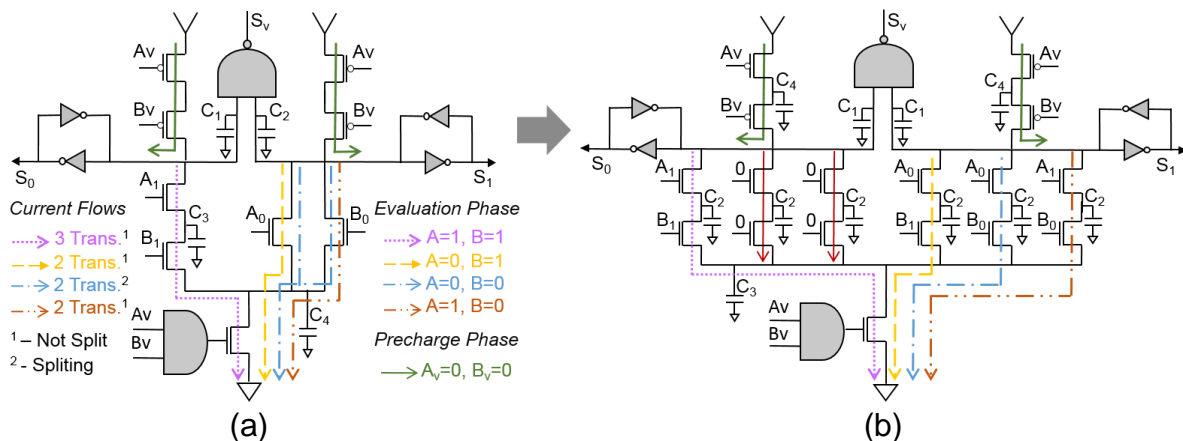 Sv
Av
Av
Bv
Bv
C1
C2
S0
S1
A1
C3
A0
B0
B1
Current Flows
3 Trans.1
2 Trans.1
2 Trans.2
2 Trans.1
1 – Not Split
2 - Spliting
Av
Bv
C4
Evaluation Phase
A=1, B=1
A=0, B=1
A=0, B=0
A=1, B=0
Precharge Phase
Av=0, Bv=0
(a)
Sv
Av
C4
Bv
Av
C4
Bv
C1
C1
S0
S1
A1
C2
B1
0
0
0
0
A0
C2
B1
A0
C2
B0
A1
C2
B0
C3
Av
Bv
(b)